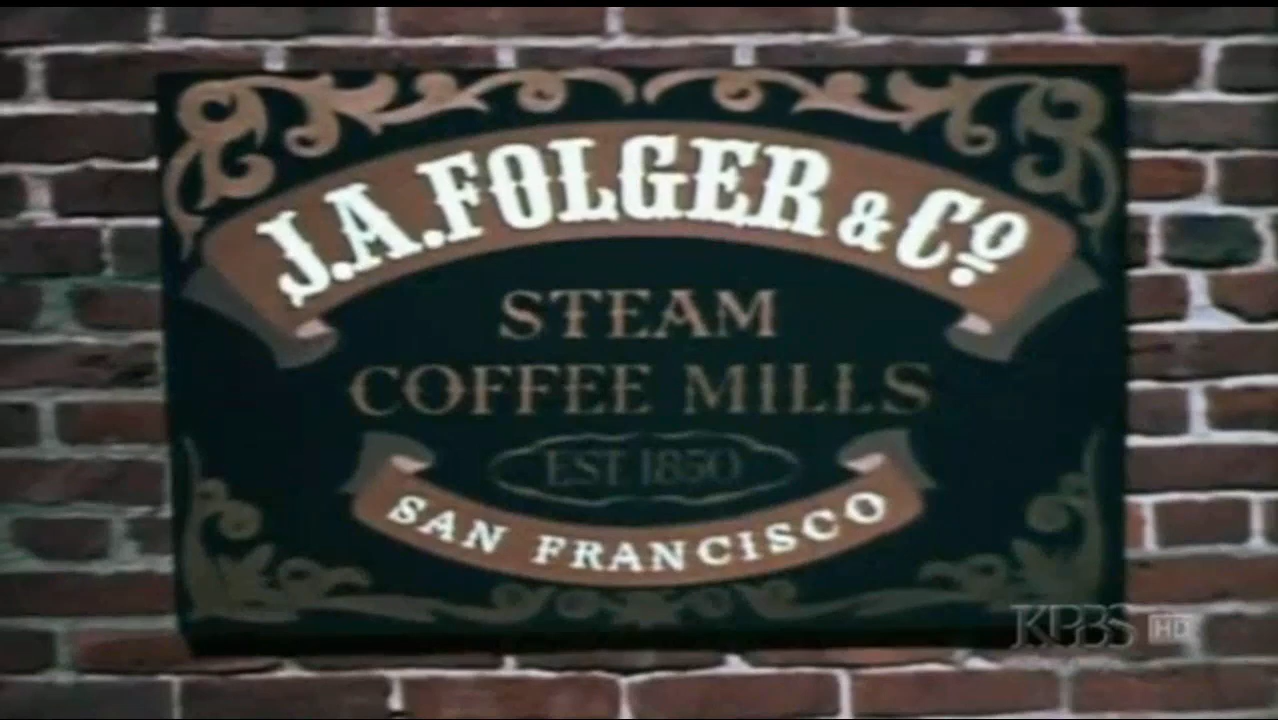 J.A. FOLGER & Co.
STEAM
COFFEE MILLS
EST 1850
SAN FRANCISCO
KPBS HD